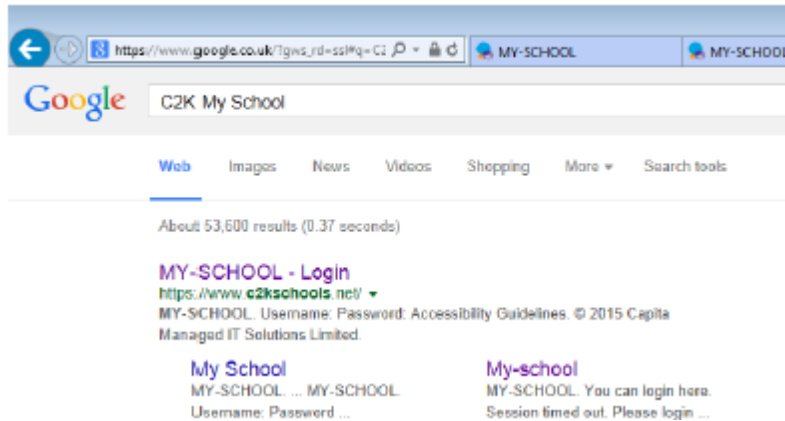 https://www.google.co.uk/?gws_rd=ssl#q=C2
MY-SCHOOL
MY-SCHOOL
Google
C2K My School
Web Images News Videos Shopping More Search tools
About 53,600 results (0.37 seconds)
MY-SCHOOL - Login
https://www.c2kschools.net/
MY-SCHOOL. Username: Password: Accessibility Guidelines. © 2015 Capita
Managed IT Solutions Limited.
My School
MY-SCHOOL. ... MY-SCHOOL.
Username: Password ...
My-school
MY-SCHOOL. You can login here.
Session timed out. Please login ...